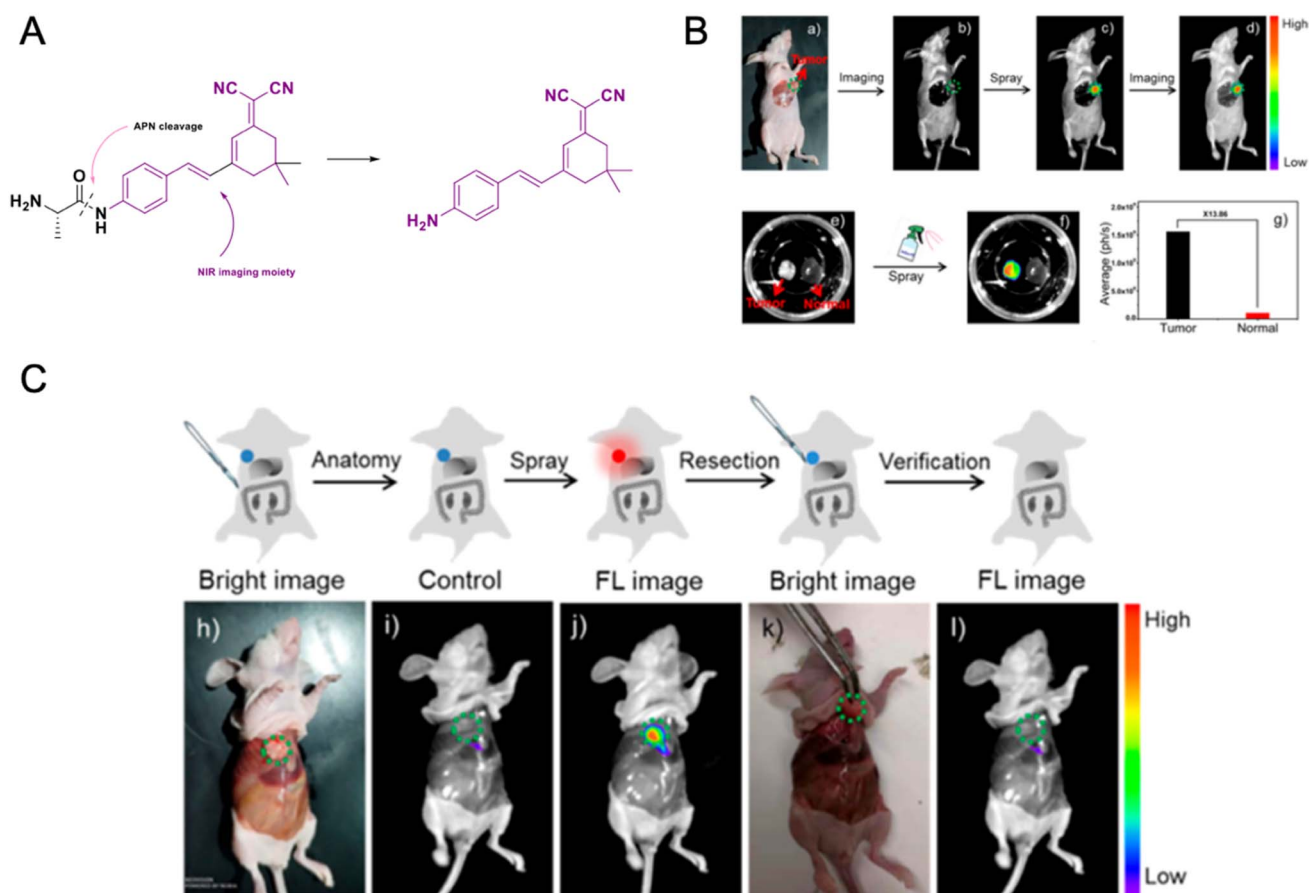 A
NC CN
APN cleavage
O
H₂N
N
H
NIR imaging moiety
NC CN
H₂N
B
a)
Tumor
Imaging
b)
Spray
c)
Imaging
d)
High
Low
e)
Tumor
Normal
Spray
f)
g)
X13.86
Average (ph/s)
0.0
Tumor
Normal
C
Anatomy
Spray
Resection
Verification
Bright image
Control
FL image
Bright image
FL image
h)
i)
j)
k)
l)
High
Low